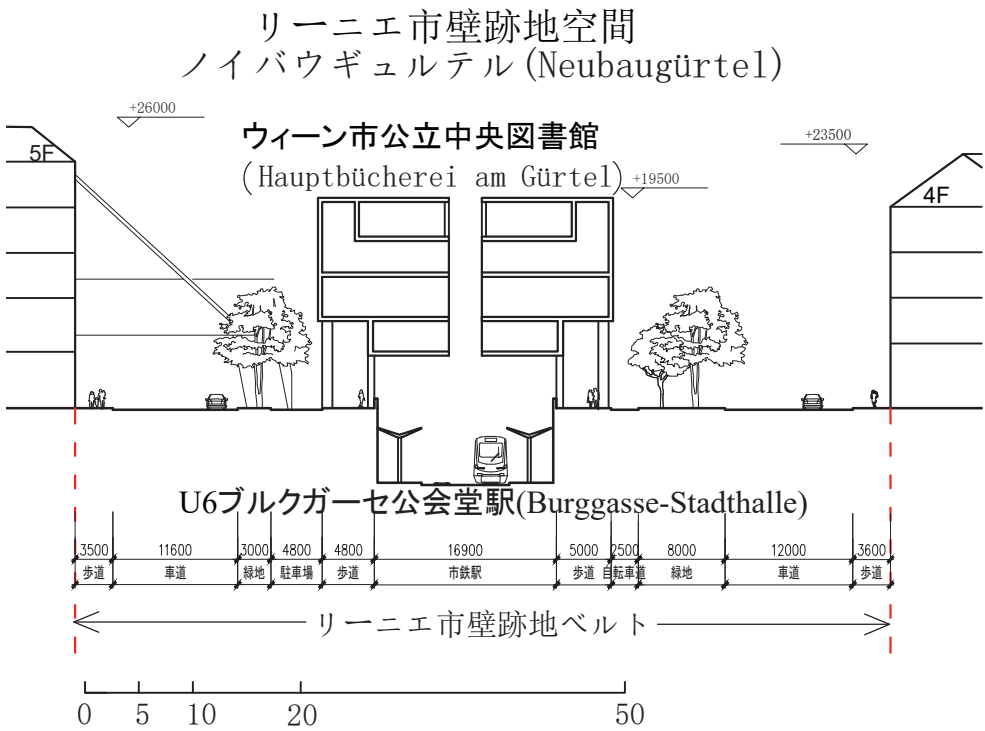 リーニエ市壁跡地空間
ノイバウギュルテル(Neubaugürtel)
+26000
ウィーン市公立中央図書館
+23500
5F
(Hauptbücherei am Gürtel)
+19500
4F
U6ブルクガーセ公会堂駅(Burggasse-Stadthalle)
3500 11600 3000 4800 4800 16900 5000 2500 8000 12000 3600
歩道 車道 緑地 駐車場 歩道 市鉄駅 歩道 自転車道 緑地 車道 歩道
リーニエ市壁跡地ベルト
0 5 10 20 50